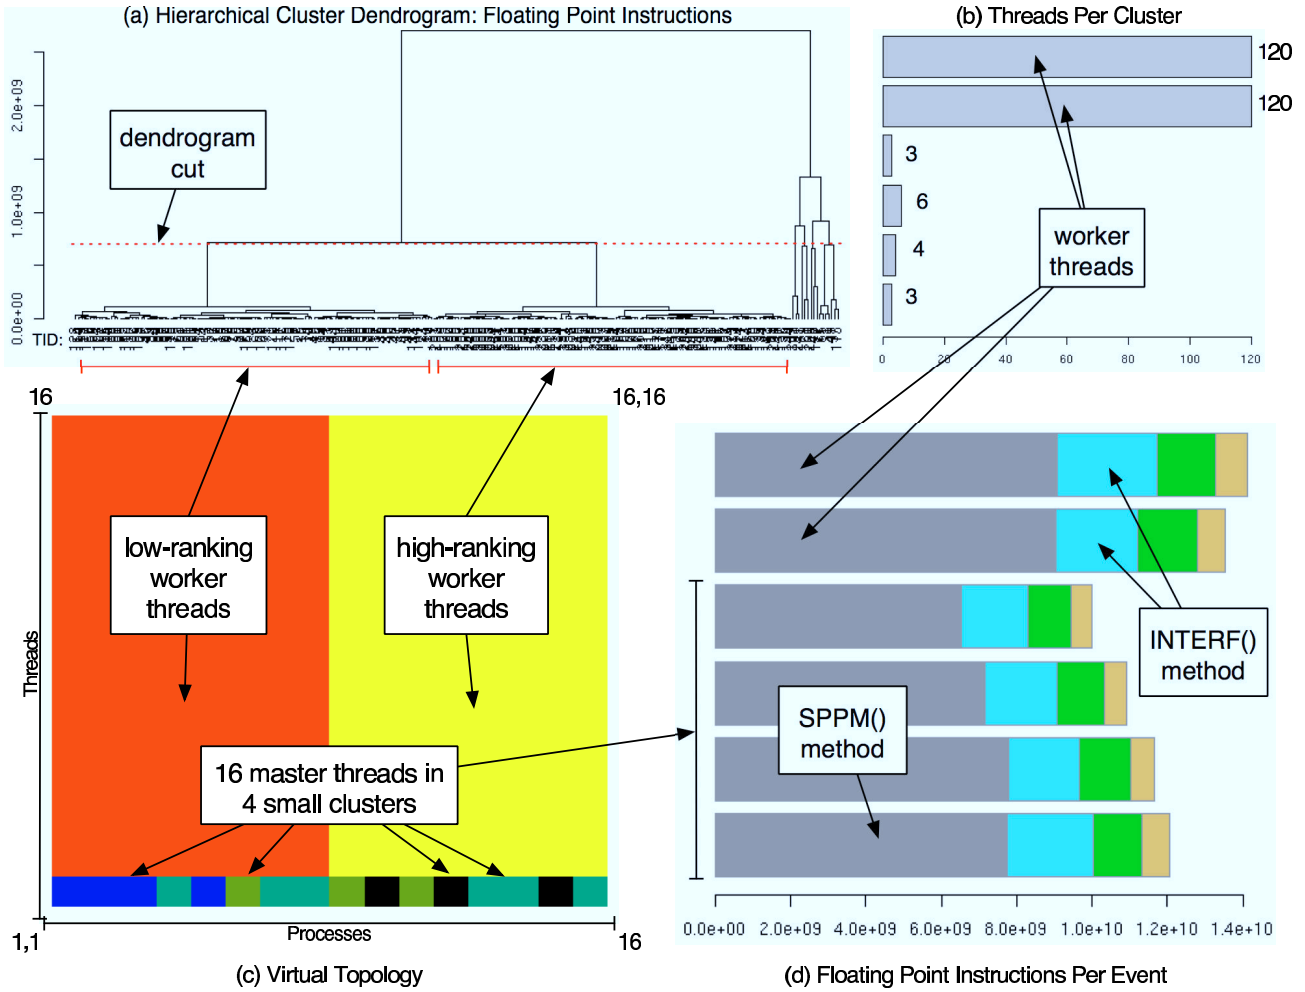 (a) Hierarchical Cluster Dendrogram: Floating Point Instructions
2.0e+09
1.0e+09
0.0e+00
dendrogram
cut
TID:
(b) Threads Per Cluster
120
120
3
6
4
3
worker
threads
0
20
40
60
80
100
120
16
16,16
low-ranking
worker
threads
high-ranking
worker
threads
16 master threads in
4 small clusters
Threads
1,1
Processes
16
(c) Virtual Topology
INTERF()
method
SPPM()
method
0.0e+00 2.0e+09 4.0e+09 6.0e+09 8.0e+09 1.0e+10 1.2e+10 1.4e+10
(d) Floating Point Instructions Per Event